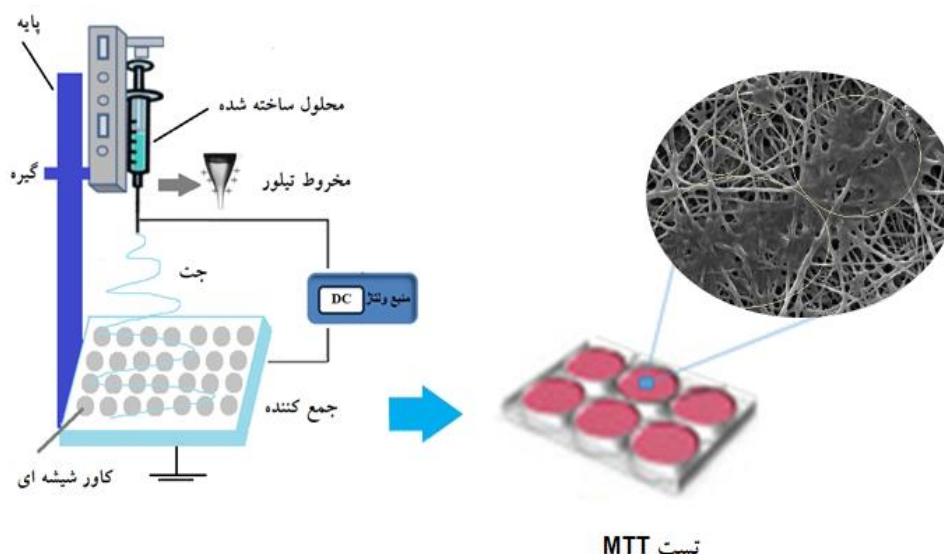 پایه
محلول ساخته شده
مخروط تیلور
گیره
جت
منبع ولتاژ
DC
جمع کننده
کاور شیشه ای
تست MTT